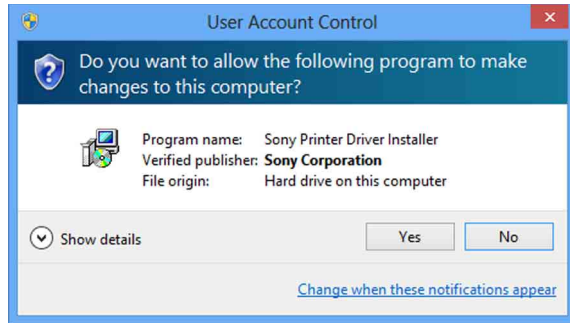 User Account Control
Do you want to allow the following program to make
changes to this computer?
Program name: Sony Printer Driver Installer
Verified publisher: Sony Corporation
File origin: Hard drive on this computer
Show details
Yes
No
Change when these notifications appear